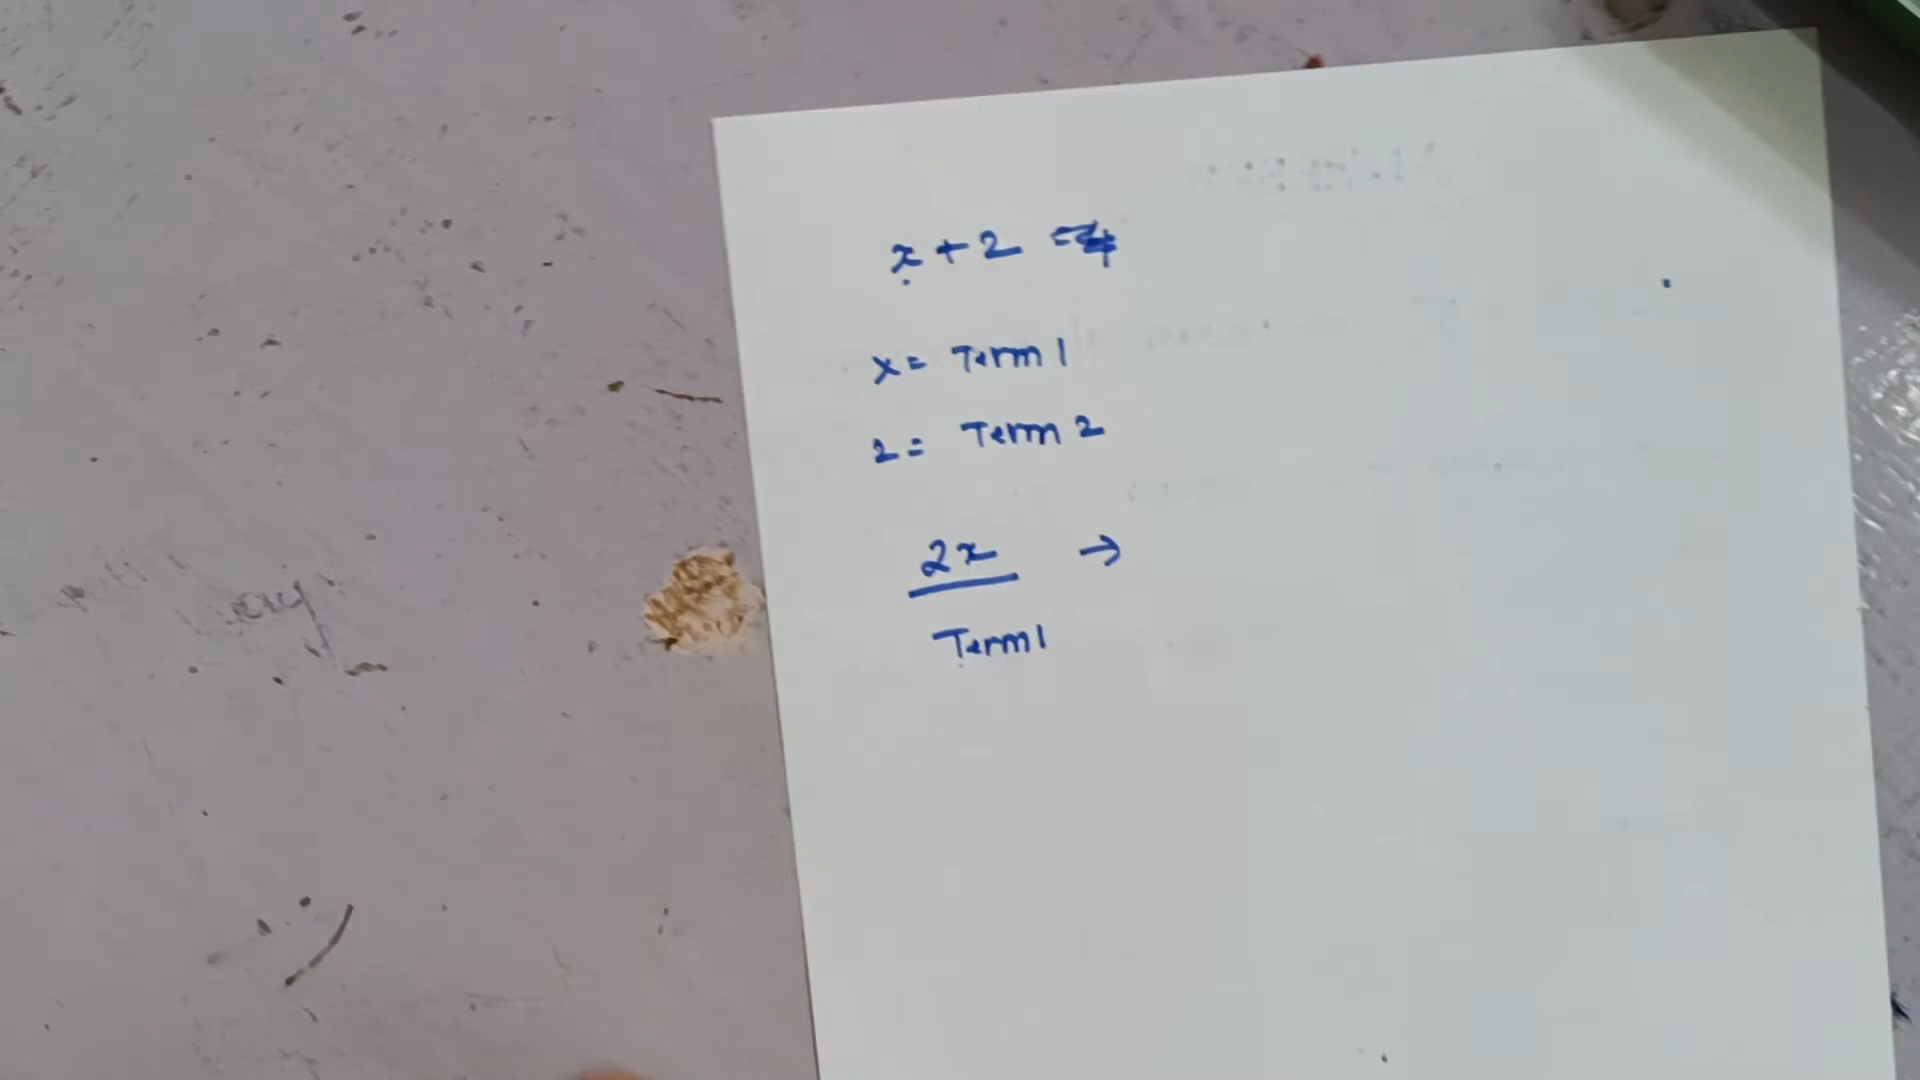 x + 2
x = Term 1
2 = Term 2
2x →
Term 1